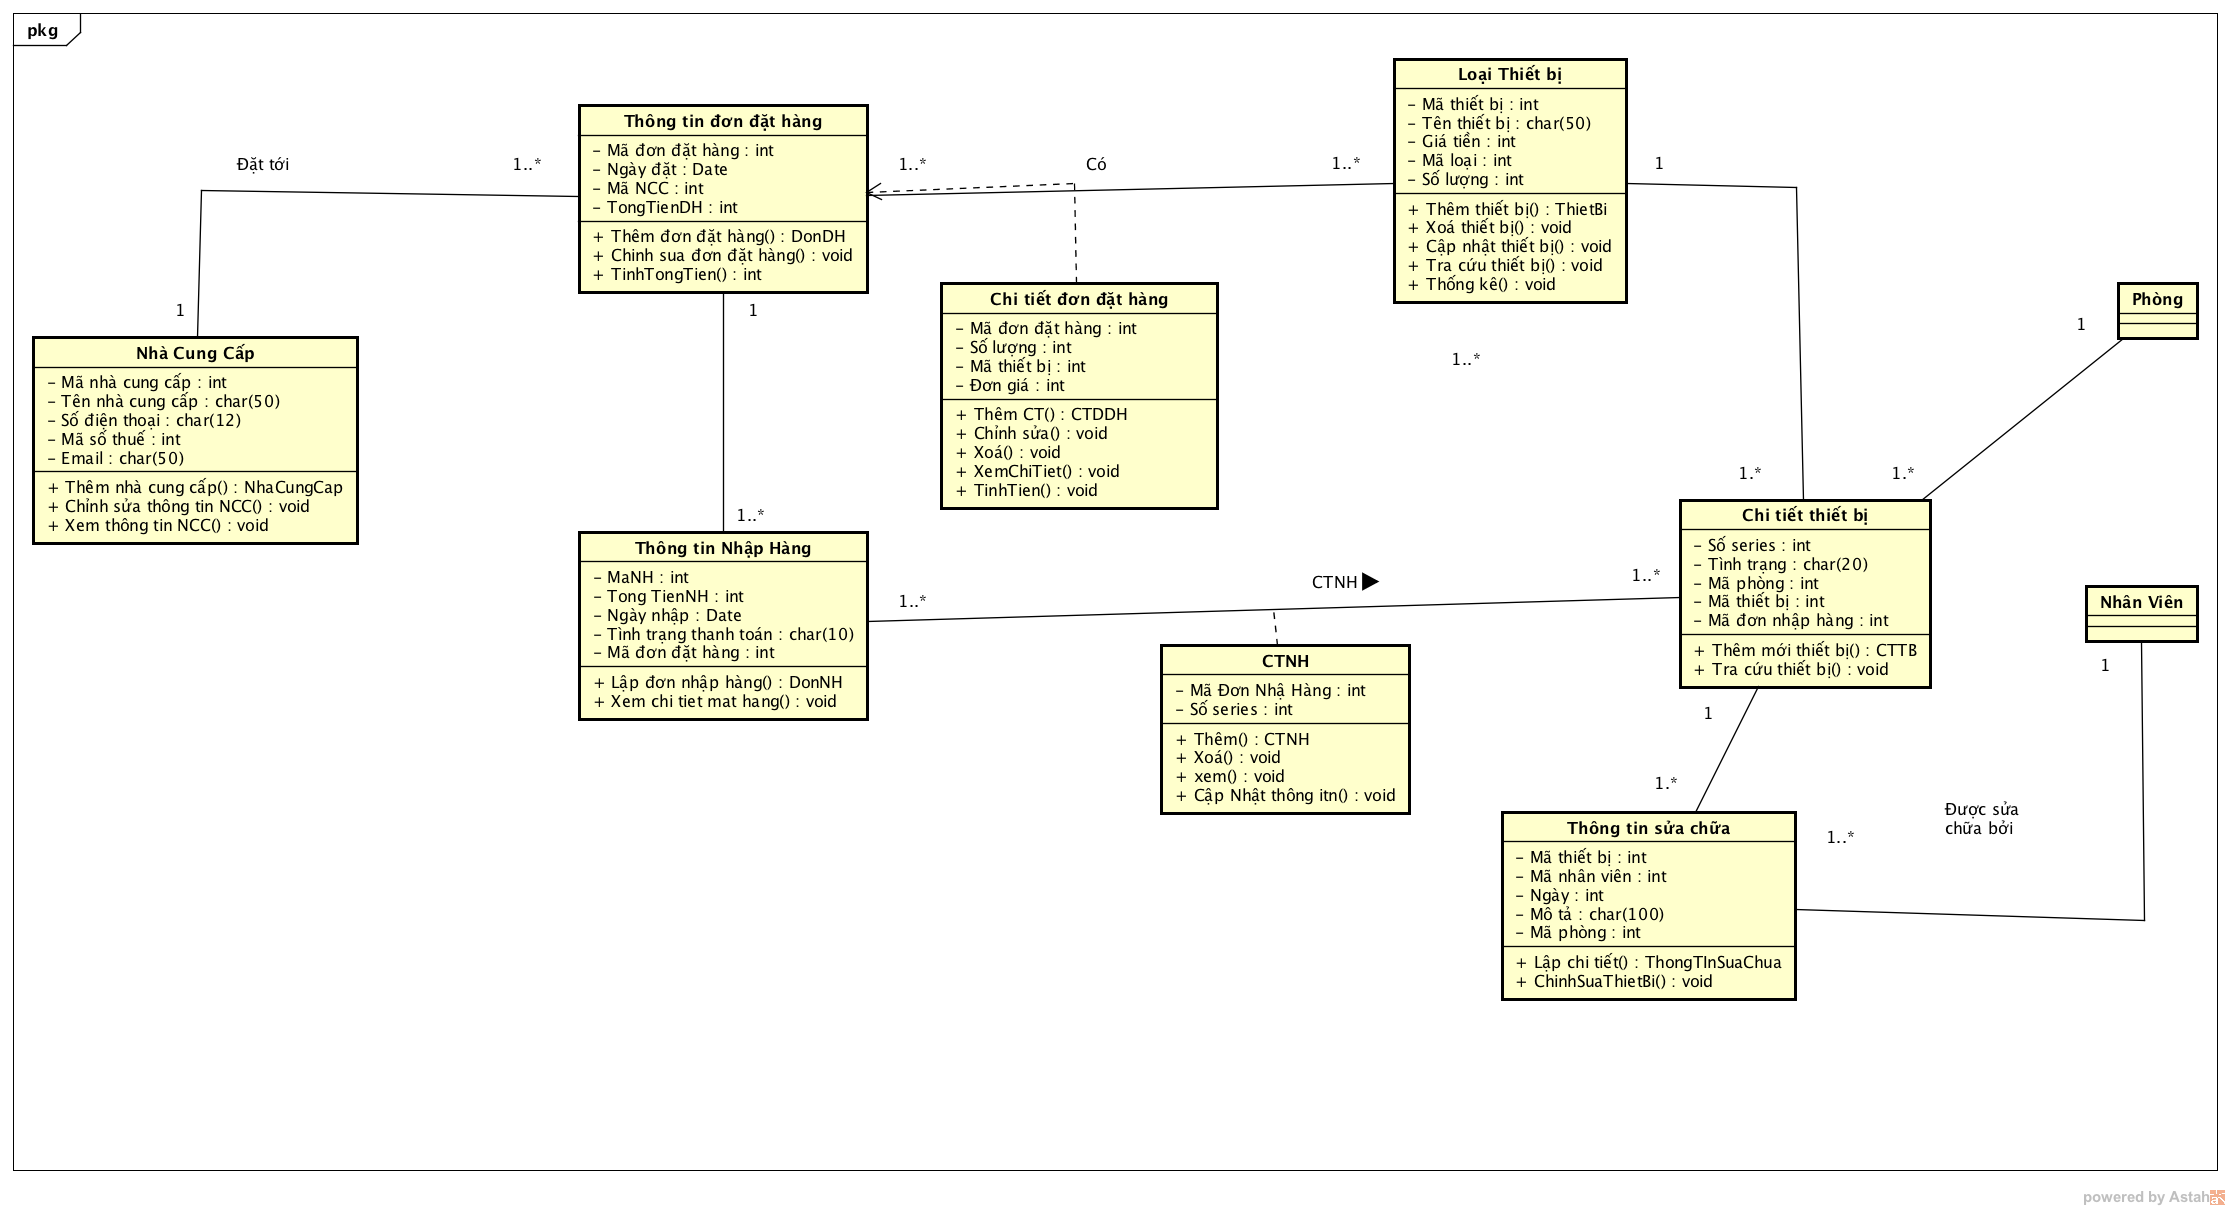 pkg
Đặt tới
1..*
1
Thông tin đơn đặt hàng
– Mã đơn đặt hàng : int
– Ngày đặt : Date
– Mã NCC : int
– TongTienDH : int
+ Thêm đơn đặt hàng() : DonDH
+ Chinh sua đơn đặt hàng() : void
+ TinhTongTien() : int
1..*
Có
1..*
Loại Thiết bị
– Mã thiết bị : int
– Tên thiết bị : char(50)
– Giá tiền : int
– Mã loại : int
– Số lượng : int
+ Thêm thiết bị() : ThietBi
+ Xoá thiết bị() : void
+ Cập nhật thiết bị() : void
+ Tra cứu thiết bị() : void
+ Thống kê() : void
1
Phòng
1
1..*
Nhà Cung Cấp
– Mã nhà cung cấp : int
– Tên nhà cung cấp : char(50)
– Số điện thoại : char(12)
– Mã số thuế : int
– Email : char(50)
+ Thêm nhà cung cấp() : NhaCungCap
+ Chỉnh sửa thông tin NCC() : void
+ Xem thông tin NCC() : void
1
1..*
Chi tiết đơn đặt hàng
– Mã đơn đặt hàng : int
– Số lượng : int
– Mã thiết bị : int
– Đơn giá : int
+ Thêm CT() : CTDDH
+ Chỉnh sửa() : void
+ Xoá() : void
+ XemChiTiet() : void
+ TinhTien() : void
1..*
1.*
Thông tin Nhập Hàng
– MaNH : int
– Tong TienNH : int
– Ngày nhập : Date
– Tình trạng thanh toán : char(10)
– Mã đơn đặt hàng : int
+ Lập đơn nhập hàng() : DonNH
+ Xem chi tiet mat hang() : void
1..*
CTNH
1..*
Chi tiết thiết bị
– Số series : int
– Tình trạng : char(20)
– Mã phòng : int
– Mã thiết bị : int
– Mã đơn nhập hàng : int
+ Thêm mới thiết bị() : CTTB
+ Tra cứu thiết bị() : void
Nhân Viên
1
CTNH
– Mã Đơn Nhậ Hàng : int
– Số series : int
+ Thêm() : CTNH
+ Xoá() : void
+ xem() : void
+ Cập Nhật thông itn() : void
1
1.*
Thông tin sửa chữa
– Mã thiết bị : int
– Mã nhân viên : int
– Ngày : int
– Mô tả : char(100)
– Mã phòng : int
+ Lập chi tiết() : ThongTInSuaChua
+ ChinhSuaThietBi() : void
1..*
Được sửa
chữa bởi
powered by Astah